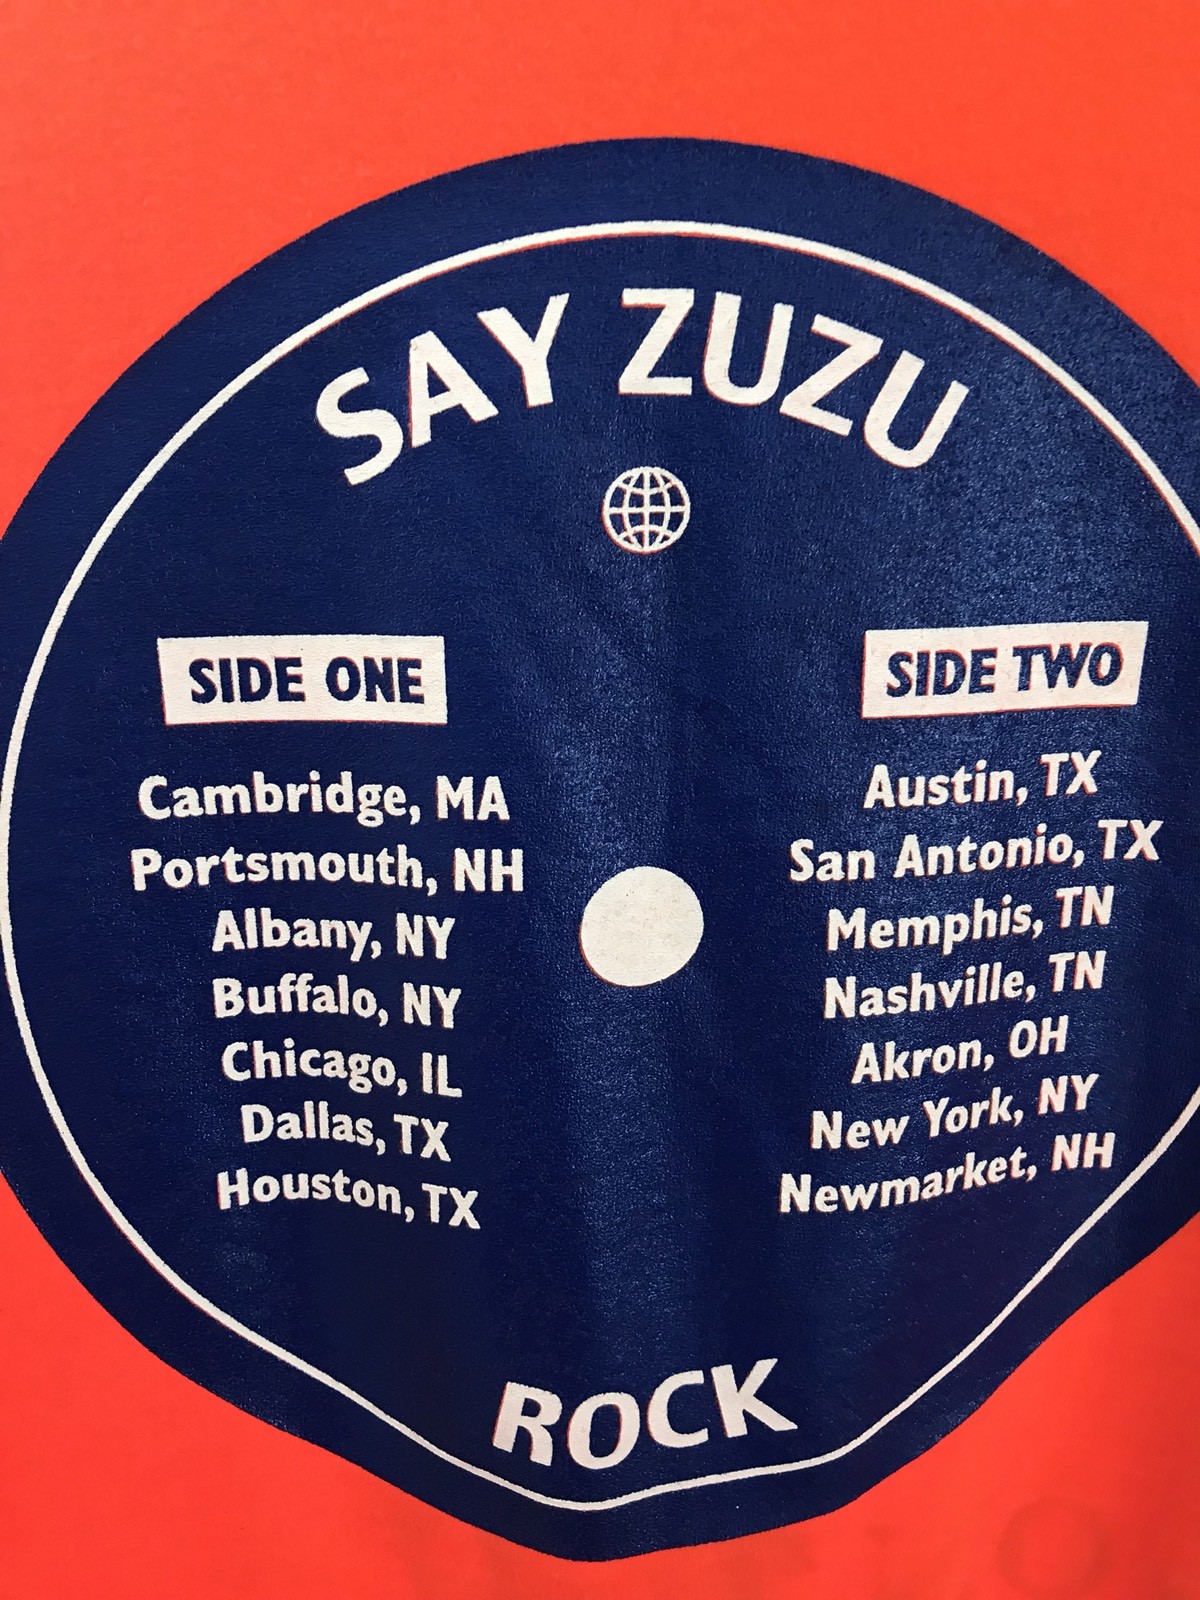 SAY ZUZU
SIDE ONE
Cambridge, MA
Portsmouth, NH
Albany, NY
Buffalo, NY
Chicago, IL
Dallas, TX
Houston, TX
SIDE TWO
Austin, TX
San Antonio, TX
Memphis, TN
Nashville, TN
Akron, OH
New York, NY
Newmarket, NH
ROCK